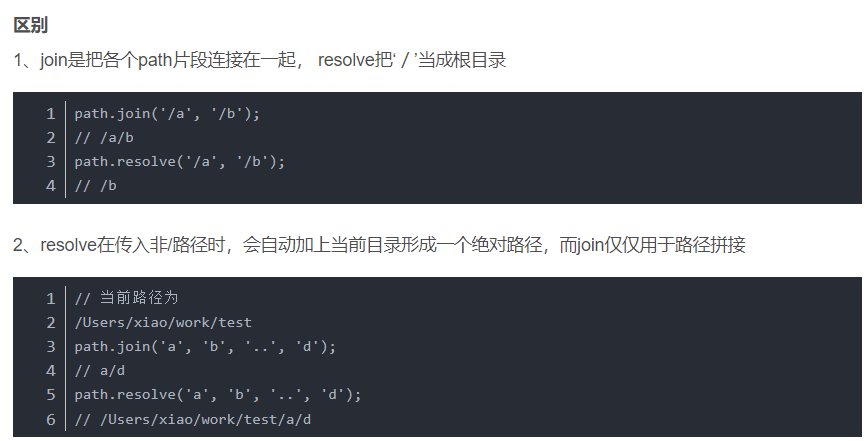 区别
1、join是把各个path片段连接在一起， resolve把‘ / ’当成根目录
1 path.join('/a', '/b');
2 // /a/b
3 path.resolve('/a', '/b');
4 // /b
2、resolve在传入非/路径时，会自动加上当前目录形成一个绝对路径，而join仅仅用于路径拼接
1 // 当前路径为
2 /Users/xiao/work/test
3 path.join('a', 'b', '..', 'd');
4 // a/d
5 path.resolve('a', 'b', '..', 'd');
6 // /Users/xiao/work/test/a/d